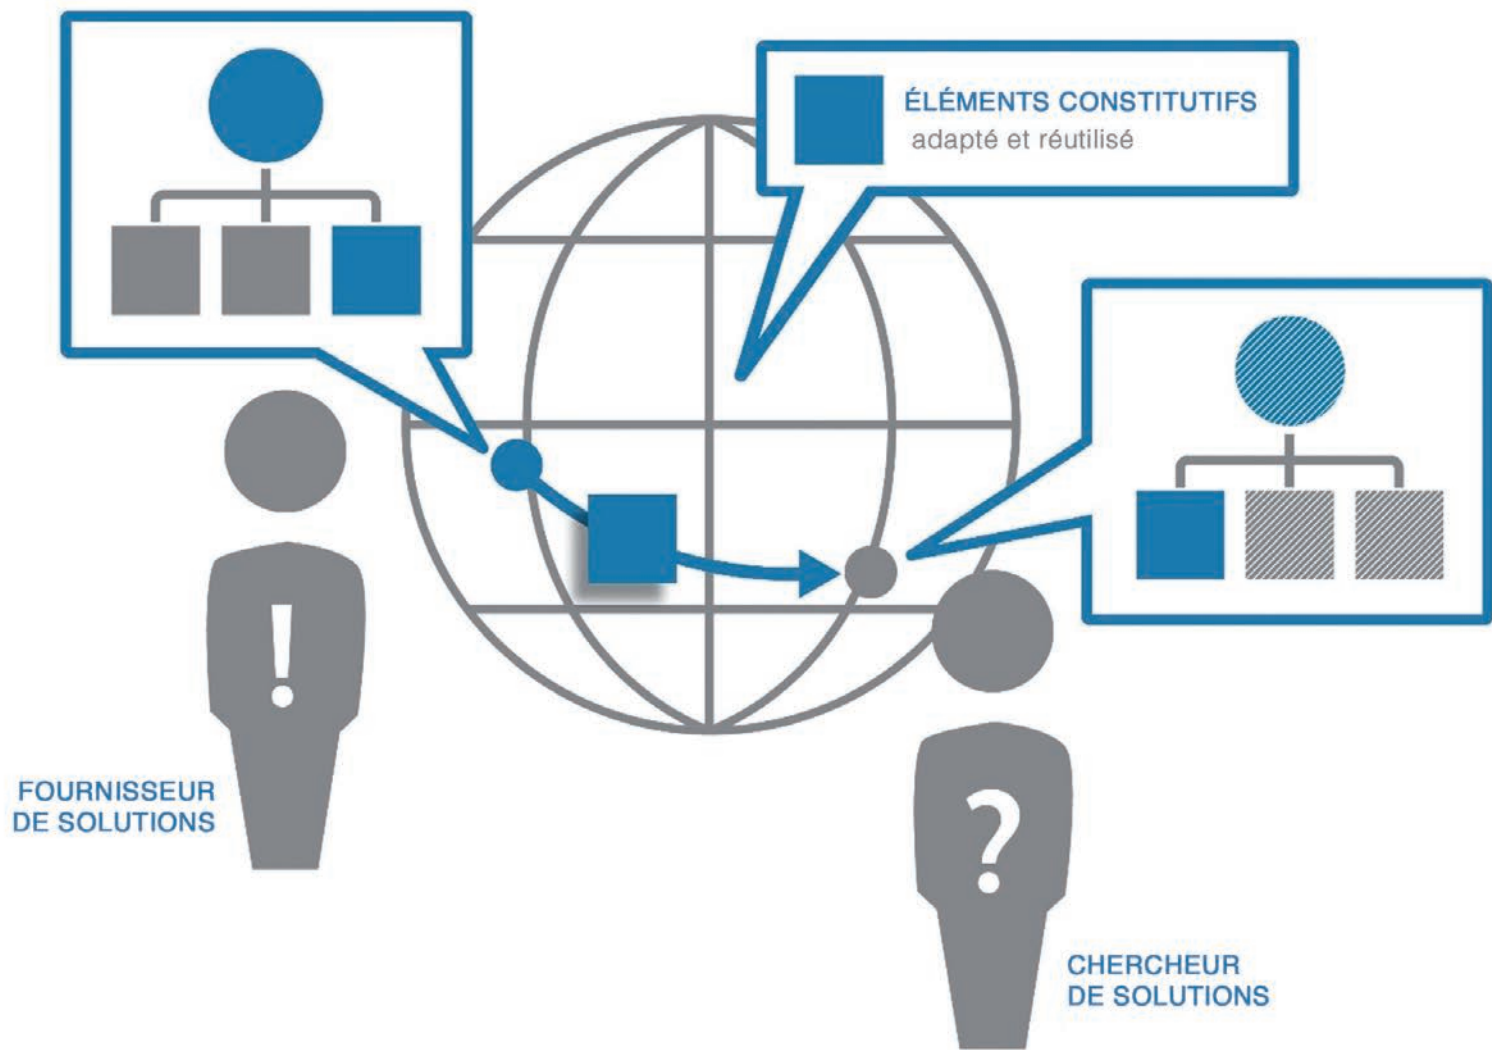 ÉLÉMENTS CONSTITUTIFS
adapté et réutilisé
!
FOURNISSEUR
DE SOLUTIONS
?
CHERCHEUR
DE SOLUTIONS